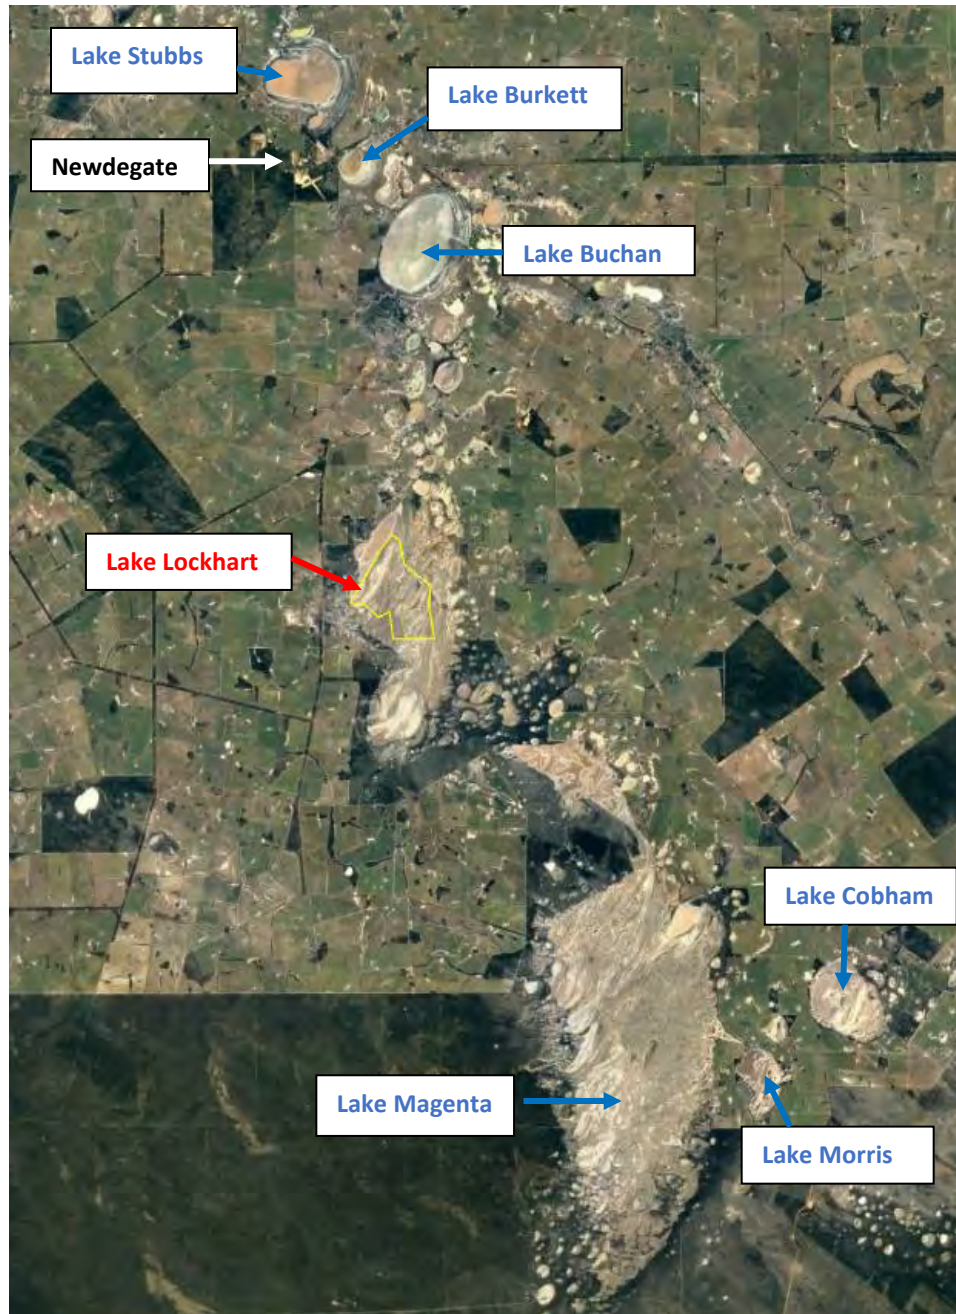 Lake Stubbs
Lake Burkett
Newdegate
Lake Buchan
Lake Lockhart
Lake Cobham
Lake Magenta
Lake Morris